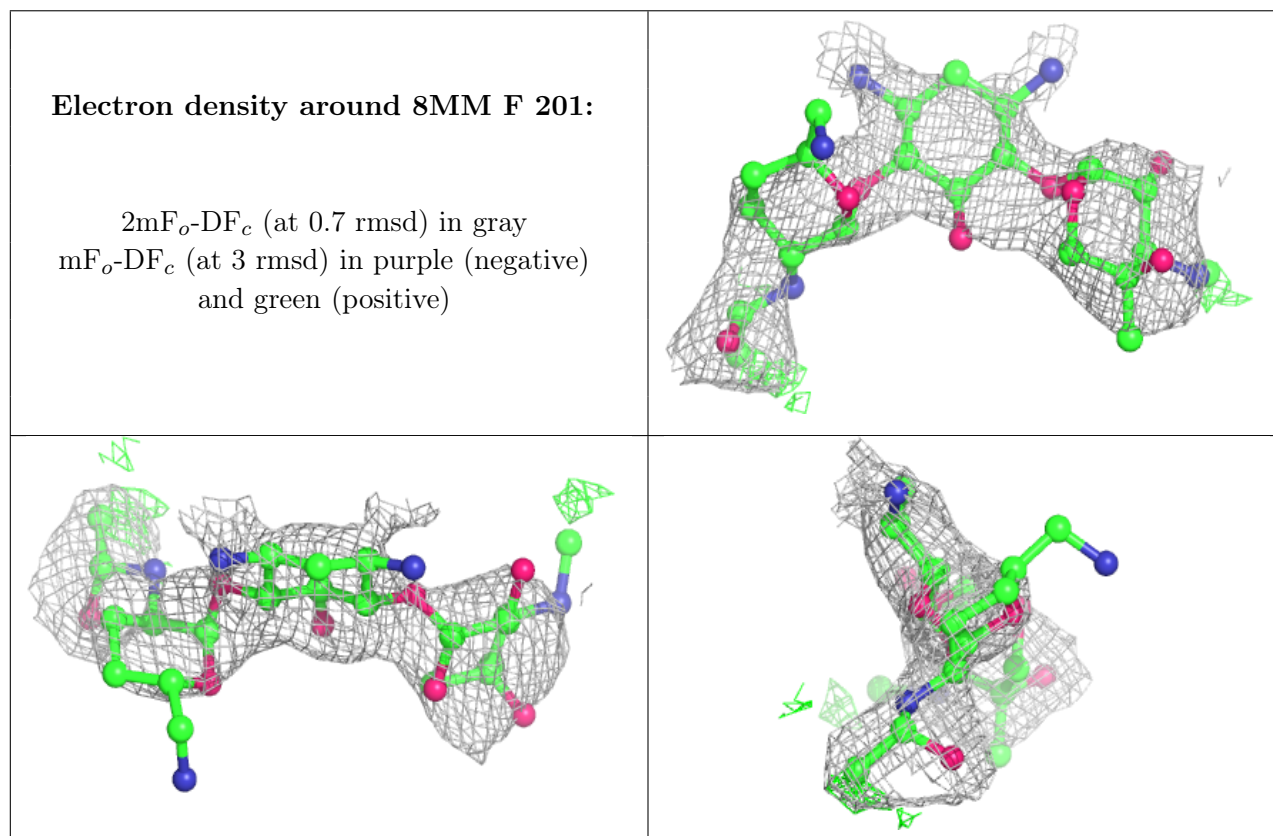 Electron density around 8MM F 201:
2mFo-DFc (at 0.7 rmsd) in gray
mFo-DFc (at 3 rmsd) in purple (negative)
and green (positive)